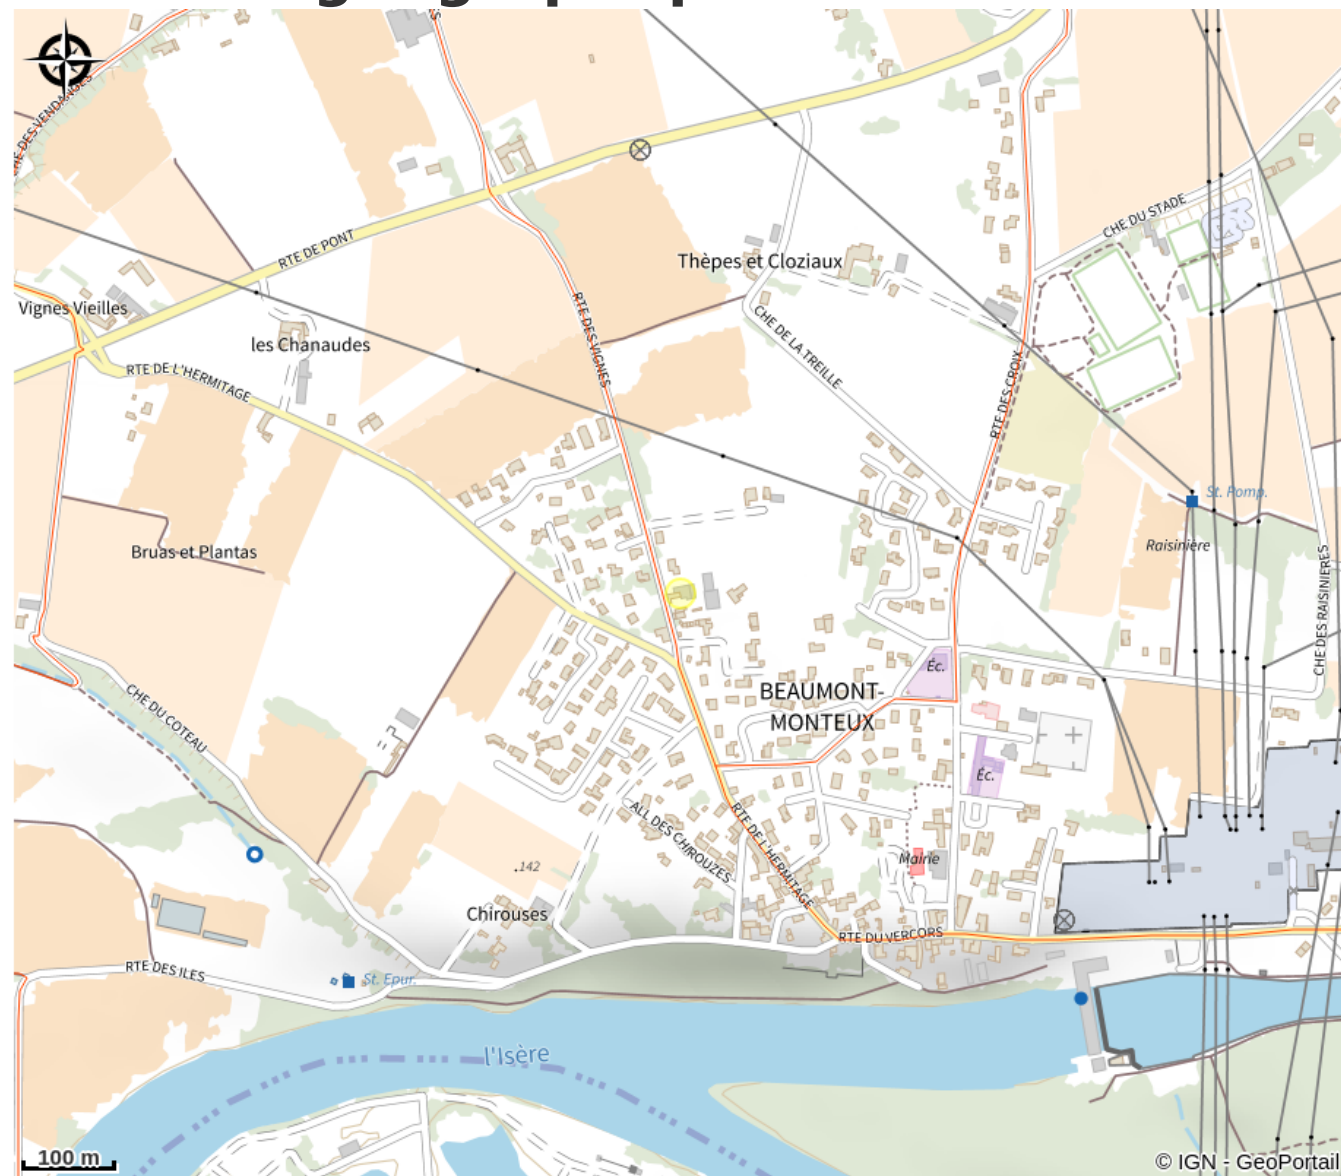 CHE DES VENDANGES
CHE DU STADE
RTE DE PONT
Thèpes et Cloziaux
Vignes Vieilles
les Chanaudes
RTE DES VIGNES
CHE DE LA TREILLE
RTE DE L'HERMITAGE
RTE DES CROIX
St. Pomp.
Raisinière
Bruas et Plantas
CHE DES RAISINIERES
Éc.
BEAUMONT-
MONTEUX
CHE DU COTEAU
Éc.
ALL DES CHIROUZES
RTE DE L'HERMITAGE
Mairie
.142
Chirouses
RTE DU VERCORS
RTE DES ILES
St. Epur.
l'Isère
100 m
© IGN - GeoPortail